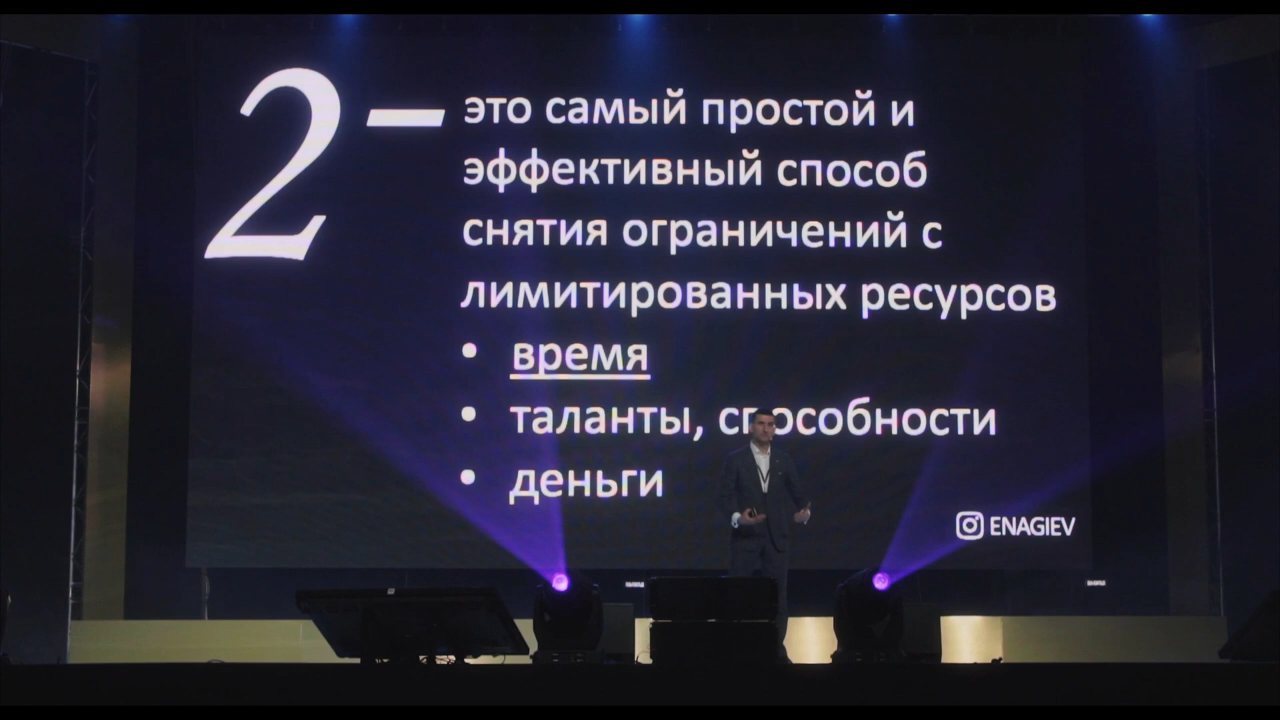 2 – это самый простой и
эффективный способ
снятия ограничений с
лимитированных ресурсов
• время
• таланты, способности
• деньги
ENAGIEV